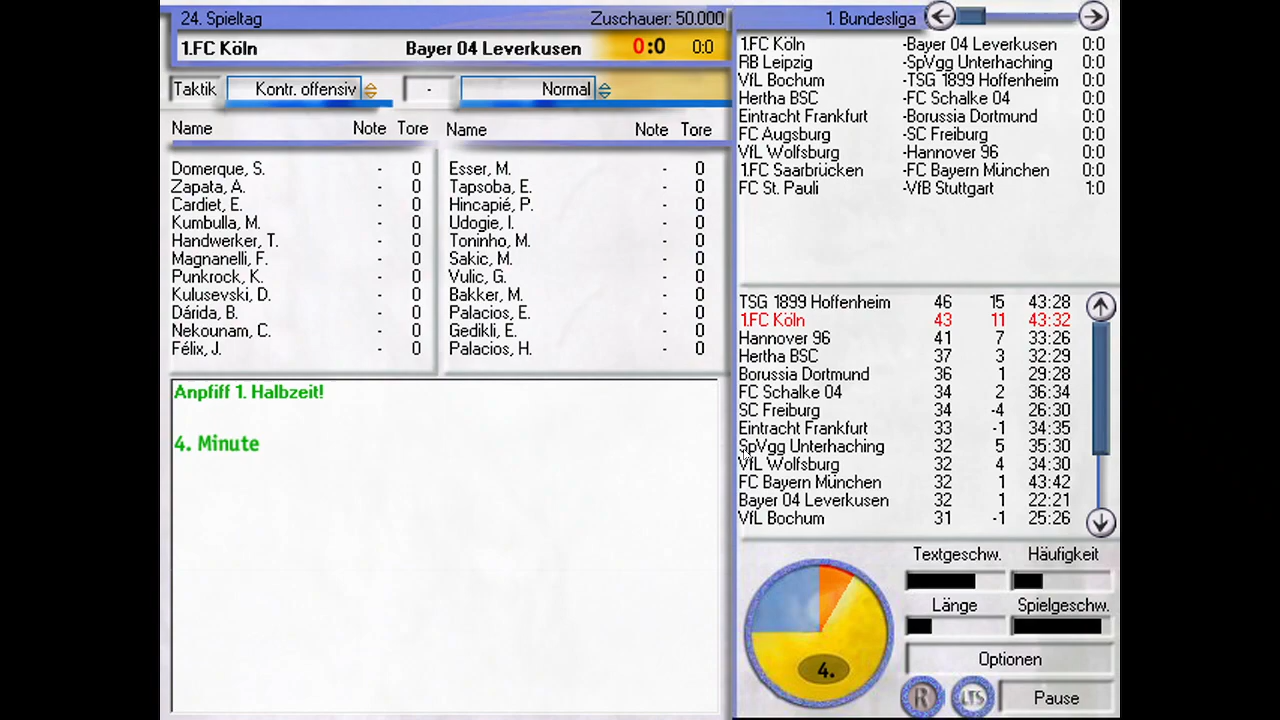 24. Spieltag Zuschauer: 50.000
1.FC Köln Bayer 04 Leverkusen 0:0 0:0
Taktik Kontr. offensiv - Normal
Name Note Tore Name Note Tore
Domerque, S. - 0 Esser, M. - 0
Zapata, A. - 0 Tapsoba, E. - 0
Cardiet, E. - 0 Hincapié, P. - 0
Kumbulla, M. - 0 Udogie, I. - 0
Handwerker, T. - 0 Toninho, M. - 0
Magnanelli, F. - 0 Sakic, M. - 0
Punkrock, K. - 0 Vulic, G. - 0
Kulusevski, D. - 0 Bakker, M. - 0
Dárida, B. - 0 Palacios, E. - 0
Nekounam, C. - 0 Gedikli, E. - 0
Félix, J. - 0 Palacios, H. - 0
Anpfiff 1. Halbzeit!
4. Minute
1. Bundesliga
1.FC Köln -Bayer 04 Leverkusen 0:0
RB Leipzig -SpVgg Unterhaching 0:0
VfL Bochum -TSG 1899 Hoffenheim 0:0
Hertha BSC -FC Schalke 04 0:0
Eintracht Frankfurt -Borussia Dortmund 0:0
FC Augsburg -SC Freiburg 0:0
VfL Wolfsburg -Hannover 96 0:0
1.FC Saarbrücken -FC Bayern München 0:0
FC St. Pauli -VfB Stuttgart 1:0
TSG 1899 Hoffenheim 46 15 43:28
1.FC Köln 43 11 43:32
Hannover 96 41 7 33:26
Hertha BSC 37 3 32:29
Borussia Dortmund 36 1 29:28
FC Schalke 04 34 2 36:34
SC Freiburg 34 -4 26:30
Eintracht Frankfurt 33 -1 34:35
SpVgg Unterhaching 32 5 35:30
VfL Wolfsburg 32 4 34:30
FC Bayern München 32 1 43:42
Bayer 04 Leverkusen 32 1 22:21
VfL Bochum 31 -1 25:26
Textgeschw. Häufigkeit
Länge Spielgeschw.
4.
Optionen
R LTS Pause